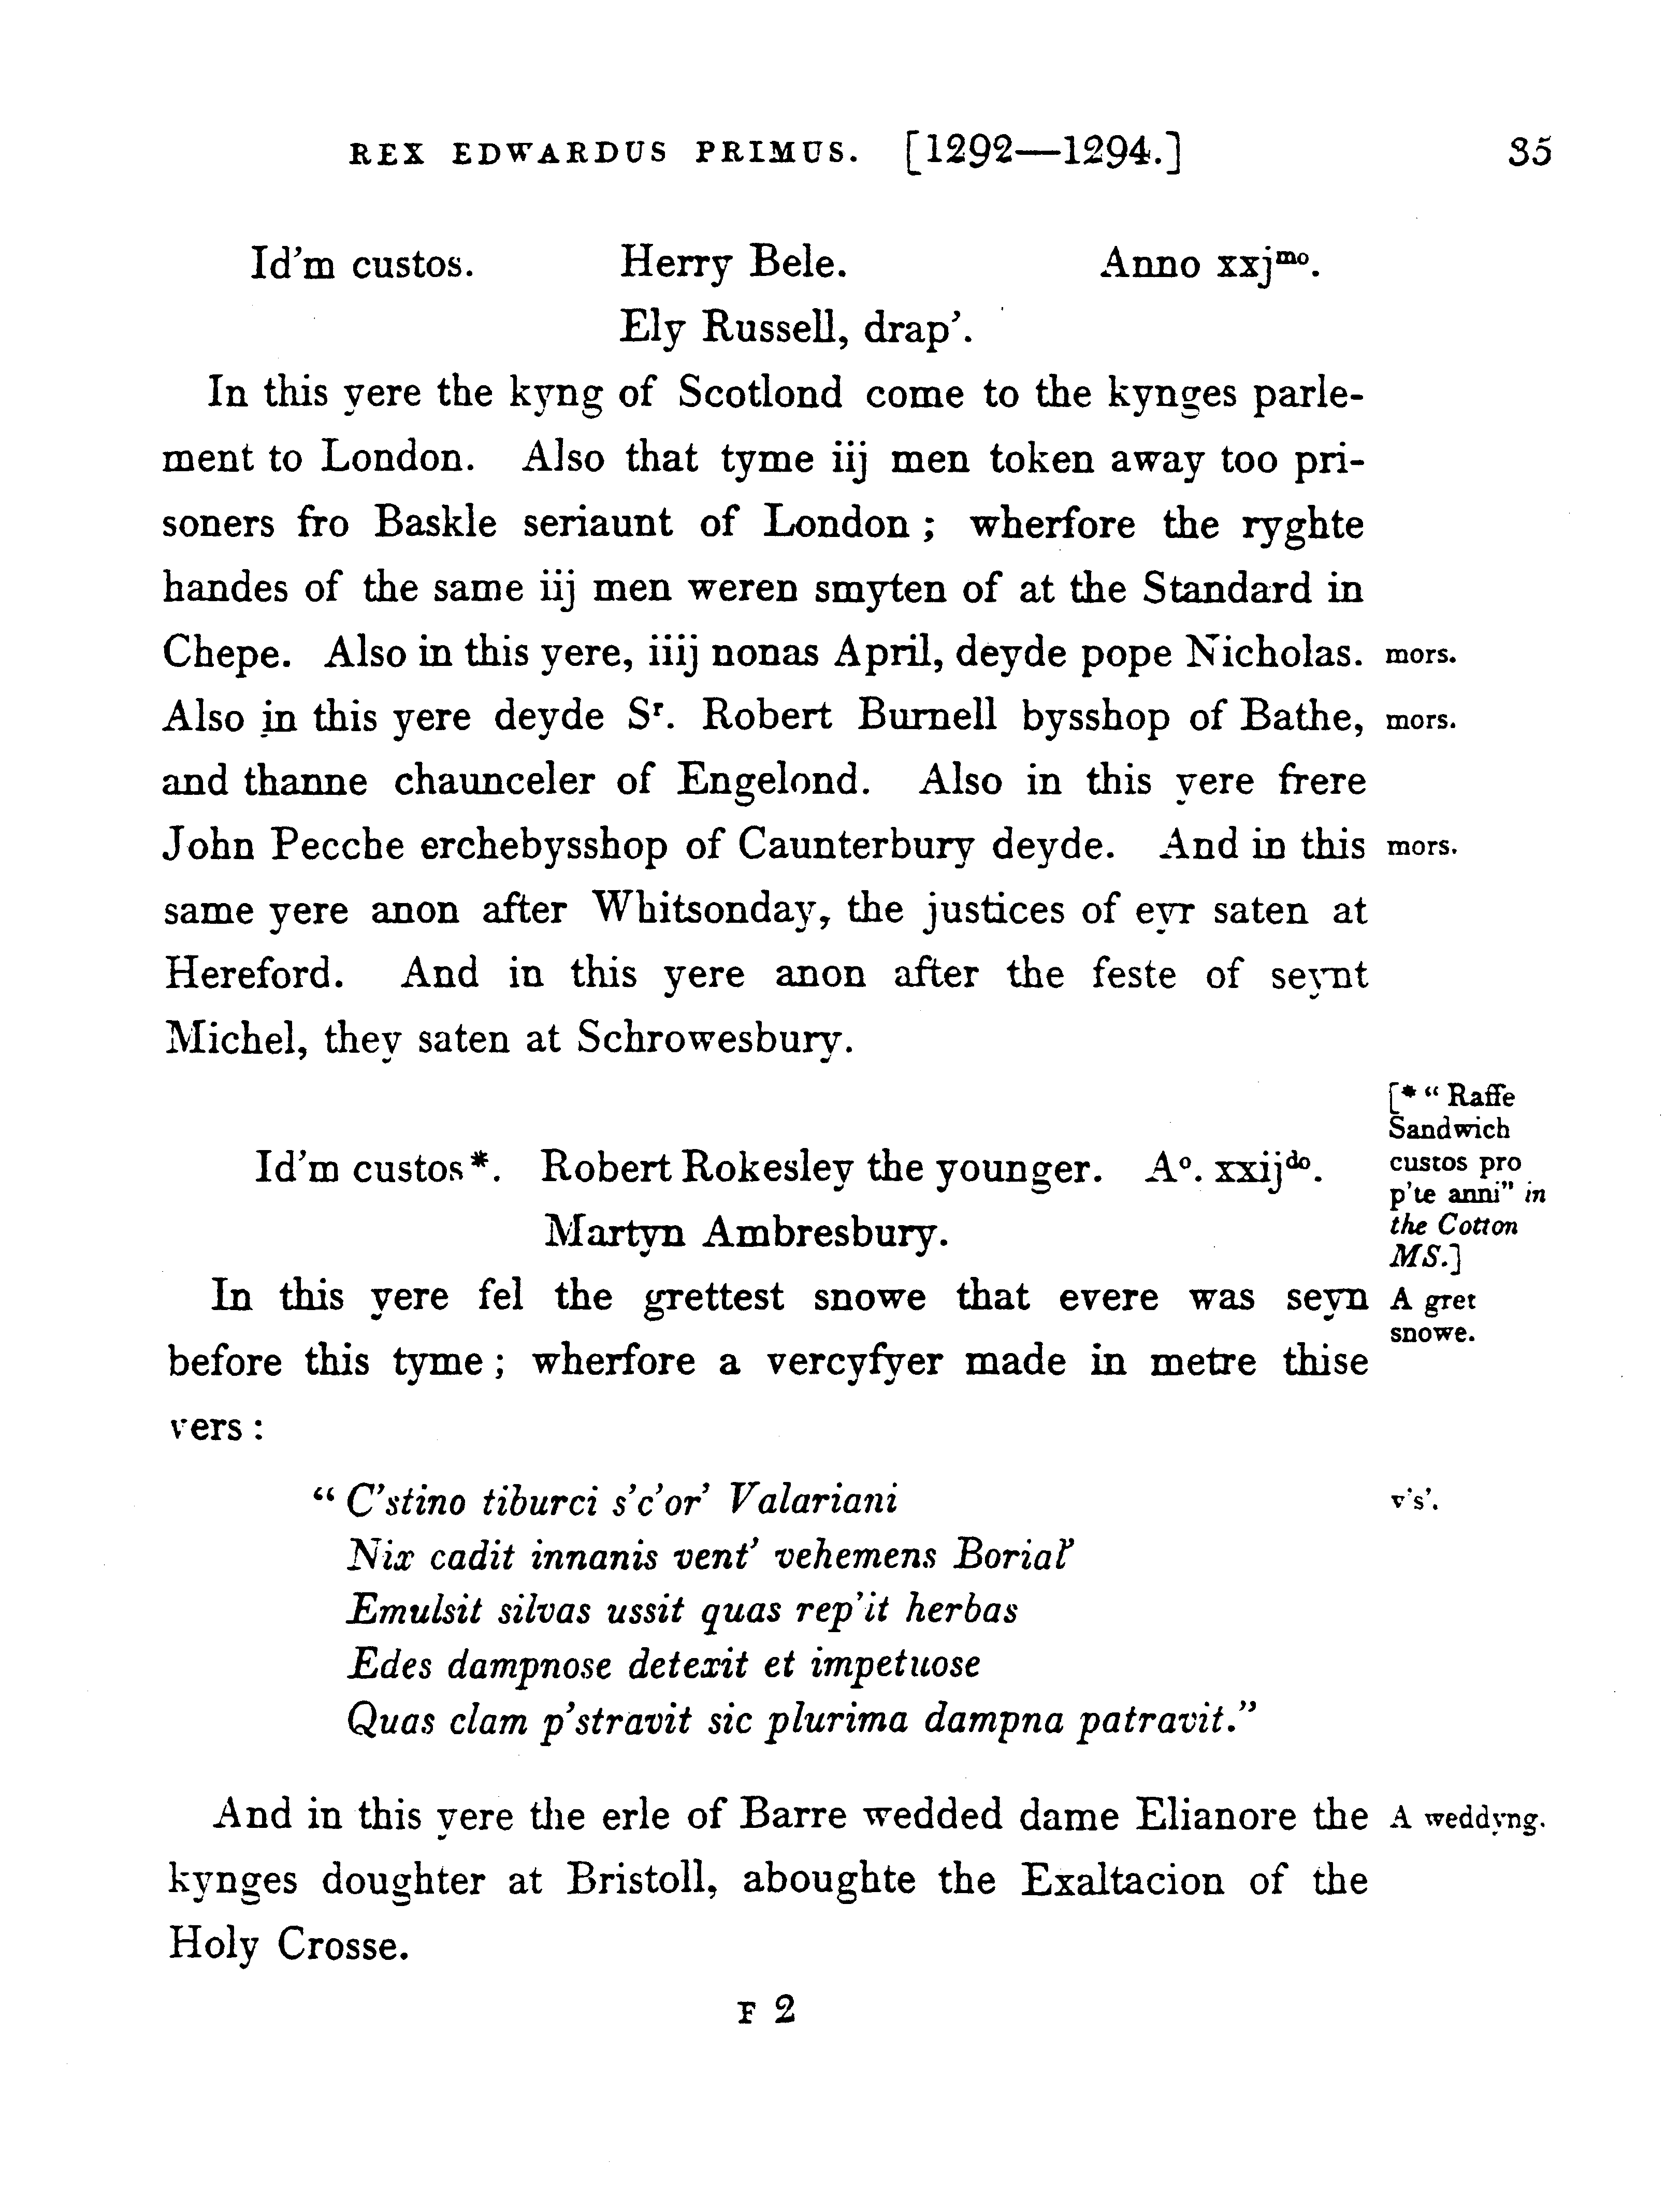 REX EDWARDUS PRIMUS. [1292—1294.] 35
Id'm custos. Herry Bele. Anno xxjᵐᵒ.
Ely Russell, drap'.
In this yere the kyng of Scotlond come to the kynges parle-
ment to London. Also that tyme iij men token away too pri-
soners fro Baskle seriaunt of London ; wherfore the ryghte
handes of the same iij men weren smyten of at the Standard in
Chepe. Also in this yere, iiij nonas April, deyde pope Nicholas. mors.
Also in this yere deyde Sʳ. Robert Burnell bysshop of Bathe, mors.
and thanne chaunceler of Engelond. Also in this yere frere
John Pecche erchebysshop of Caunterbury deyde. And in this mors.
same yere anon after Whitsonday, the justices of eyr saten at
Hereford. And in this yere anon after the feste of seynt
Michel, they saten at Schrowesbury.
[* “ Raffe
Sandwich
custos pro
p'te anni” in
the Cotton
MS.]
Id'm custos*. Robert Rokesley the younger. Aᵒ. xxijᵈᵒ.
Martyn Ambresbury.
In this yere fel the grettest snowe that evere was seyn
before this tyme ; wherfore a vercyfyer made in metre thise
vers :
A gret
snowe.
“ C'stino tiburci s'c'or' Valariani v's'.
Nix cadit innanis vent' vehemens Borial'
Emulsit silvas ussit quas rep'it herbas
Edes dampnose detexit et impetuose
Quas clam p'stravit sic plurima dampna patravit.”
And in this yere the erle of Barre wedded dame Elianore the A weddyng.
kynges doughter at Bristoll, aboughte the Exaltacion of the
Holy Crosse.
F 2